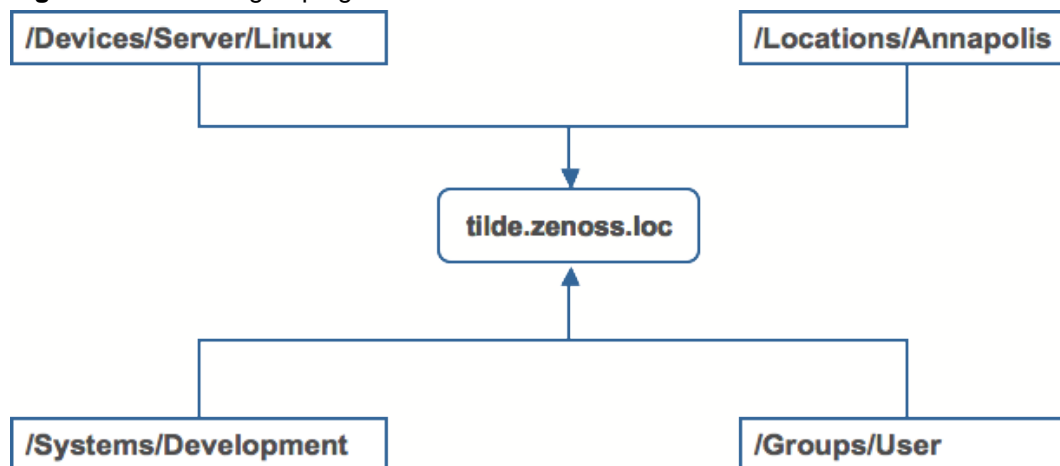 /Devices/Server/Linux
/Locations/Annapolis
tilde.zenoss.loc
/Systems/Development
/Groups/User